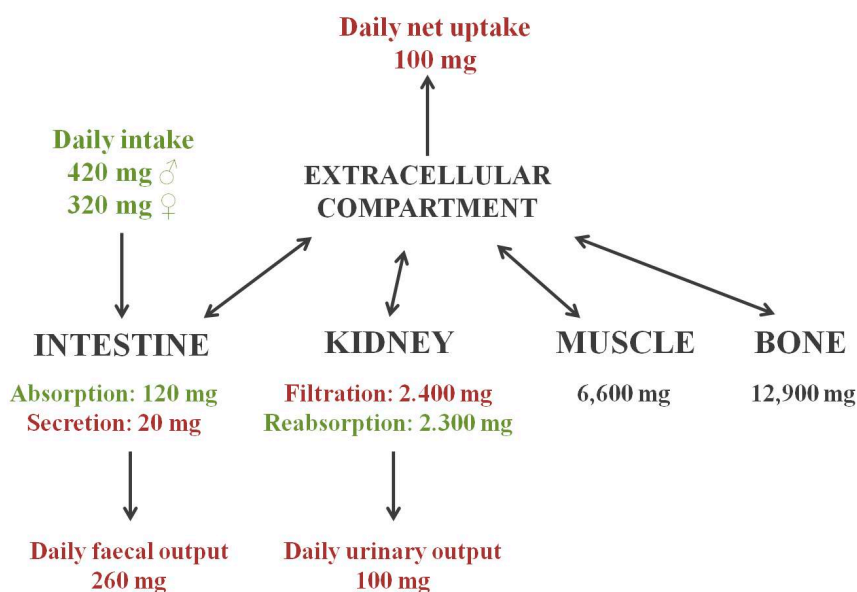 Daily net uptake
100 mg
Daily intake
420 mg ♂
320 mg ♀
EXTRACELLULAR
COMPARTMENT
INTESTINE
Absorption: 120 mg
Secretion: 20 mg
KIDNEY
Filtration: 2.400 mg
Reabsorption: 2.300 mg
MUSCLE
6,600 mg
BONE
12,900 mg
Daily faecal output
260 mg
Daily urinary output
100 mg